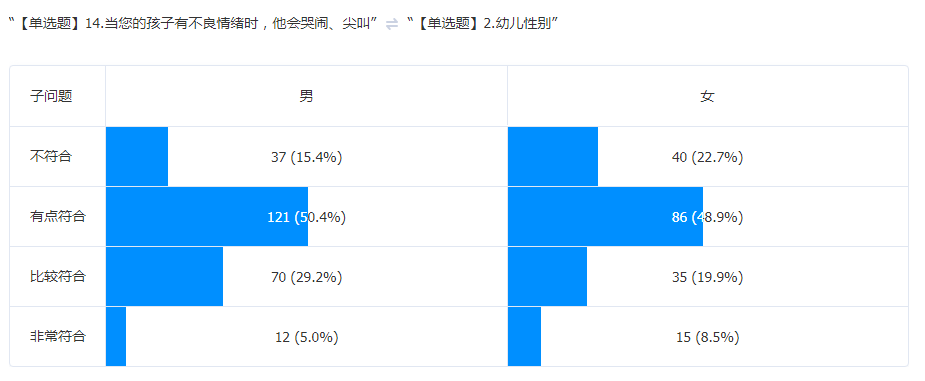 “【单选题】14.当您的孩子有不良情绪时，他会哭闹、尖叫” ⇌ “【单选题】2.幼儿性别”
子问题 男 女
不符合 37 (15.4%) 40 (22.7%)
有点符合 121 (50.4%) 86 (48.9%)
比较符合 70 (29.2%) 35 (19.9%)
非常符合 12 (5.0%) 15 (8.5%)